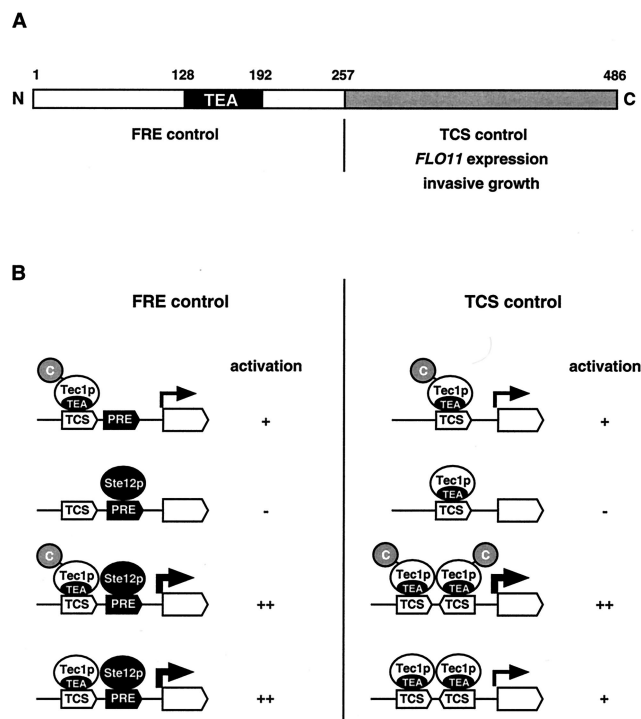 A
1 128 192 257 486
N TEA C
FRE control TCS control
FLO11 expression
invasive growth
B
FRE control TCS control
activation activation
C Tec1p TEA TCS PRE +
C Tec1p TEA TCS +
Ste12p TCS PRE -
Tec1p TEA TCS -
C Tec1p TEA TCS Ste12p PRE ++
C Tec1p TEA TCS Tec1p TEA TCS C ++
Tec1p TEA TCS Ste12p PRE ++
Tec1p TEA TCS Tec1p TEA TCS +